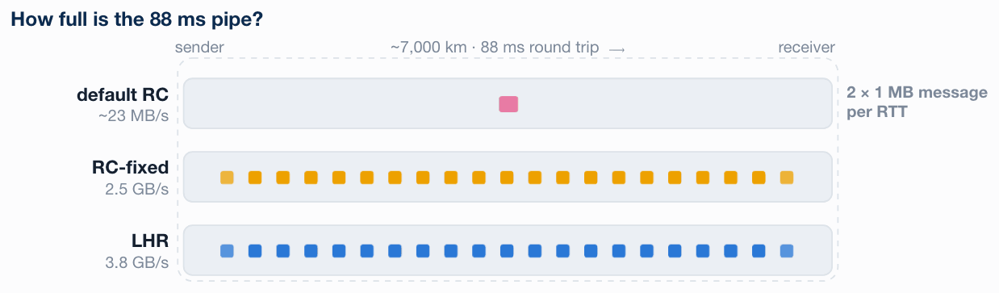 How full is the 88 ms pipe?
sender
~7,000 km · 88 ms round trip →
receiver
default RC
~23 MB/s
2 × 1 MB message
per RTT
RC-fixed
2.5 GB/s
LHR
3.8 GB/s